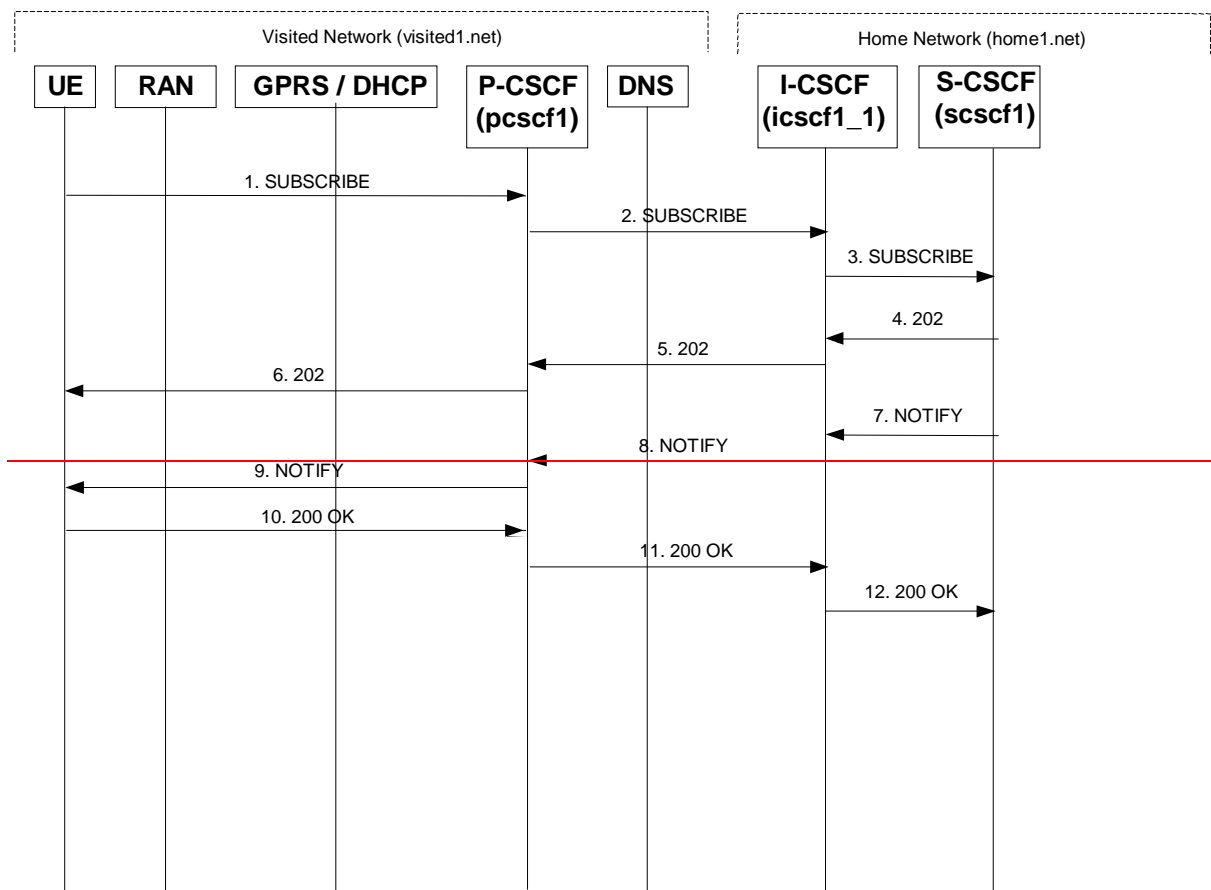 Visited Network (visited1.net)
Home Network (home1.net)
UE
RAN
GPRS / DHCP
P-CSCF
(pcscf1)
DNS
I-CSCF
(icscf1_1)
S-CSCF
(scscf1)
1. SUBSCRIBE
2. SUBSCRIBE
3. SUBSCRIBE
4. 202
5. 202
6. 202
7. NOTIFY
8. NOTIFY
9. NOTIFY
10. 200 OK
11. 200 OK
12. 200 OK